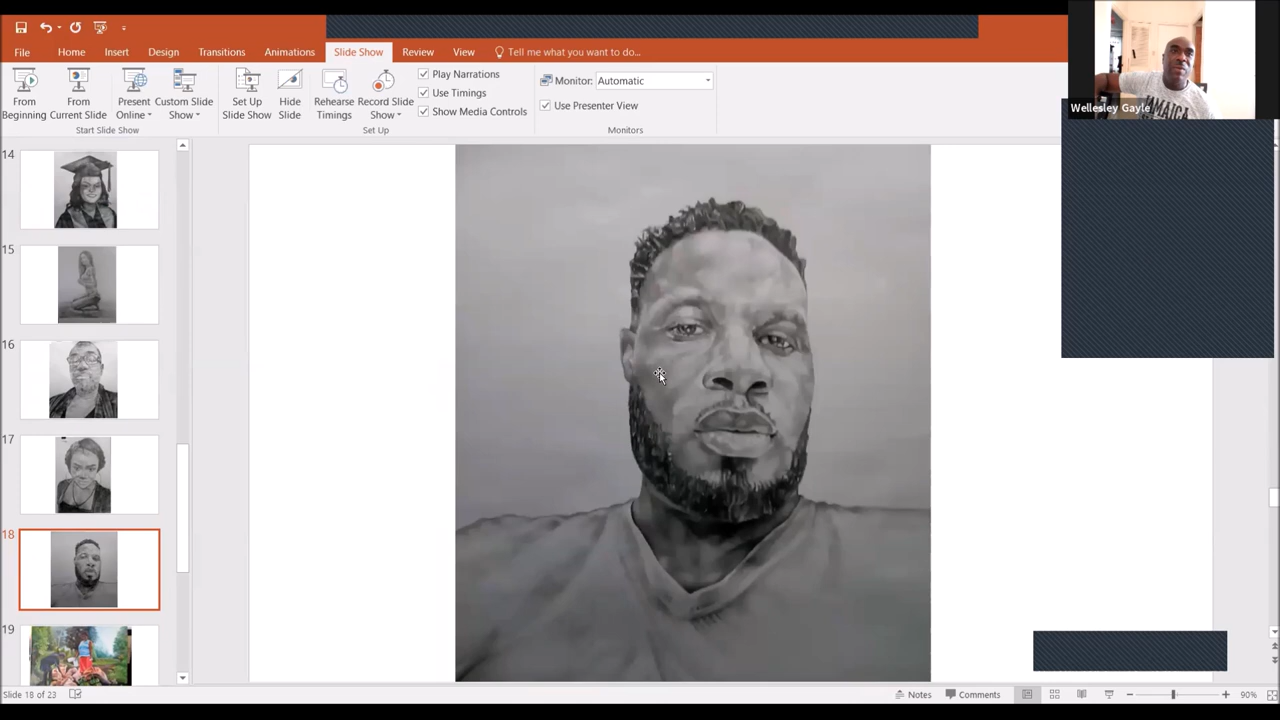 File Home Insert Design Transitions Animations Slide Show Review View Tell me what you want to do...
From Beginning
From Current Slide
Present Online
Custom Slide Show
Start Slide Show
Set Up Slide Show
Hide Slide
Rehearse Timings
Record Slide Show
Play Narrations
Use Timings
Show Media Controls
Set Up
Monitor: Automatic
Use Presenter View
Monitors
Wellesley Gayle
JAMAICA
14
15
16
17
18
19
Slide 18 of 23
Notes Comments 90%